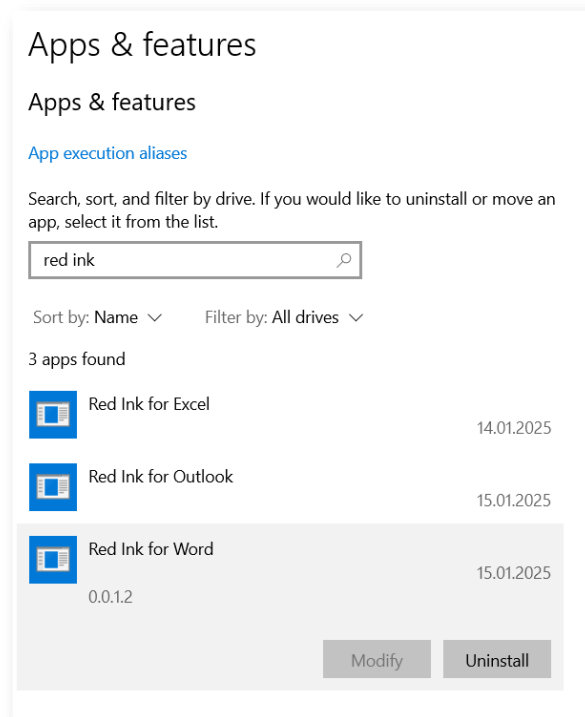 Apps & features
Apps & features
App execution aliases
Search, sort, and filter by drive. If you would like to uninstall or move an
app, select it from the list.
red ink
Sort by: Name Filter by: All drives
3 apps found
Red Ink for Excel
14.01.2025
Red Ink for Outlook
15.01.2025
Red Ink for Word
15.01.2025
0.0.1.2
Modify Uninstall